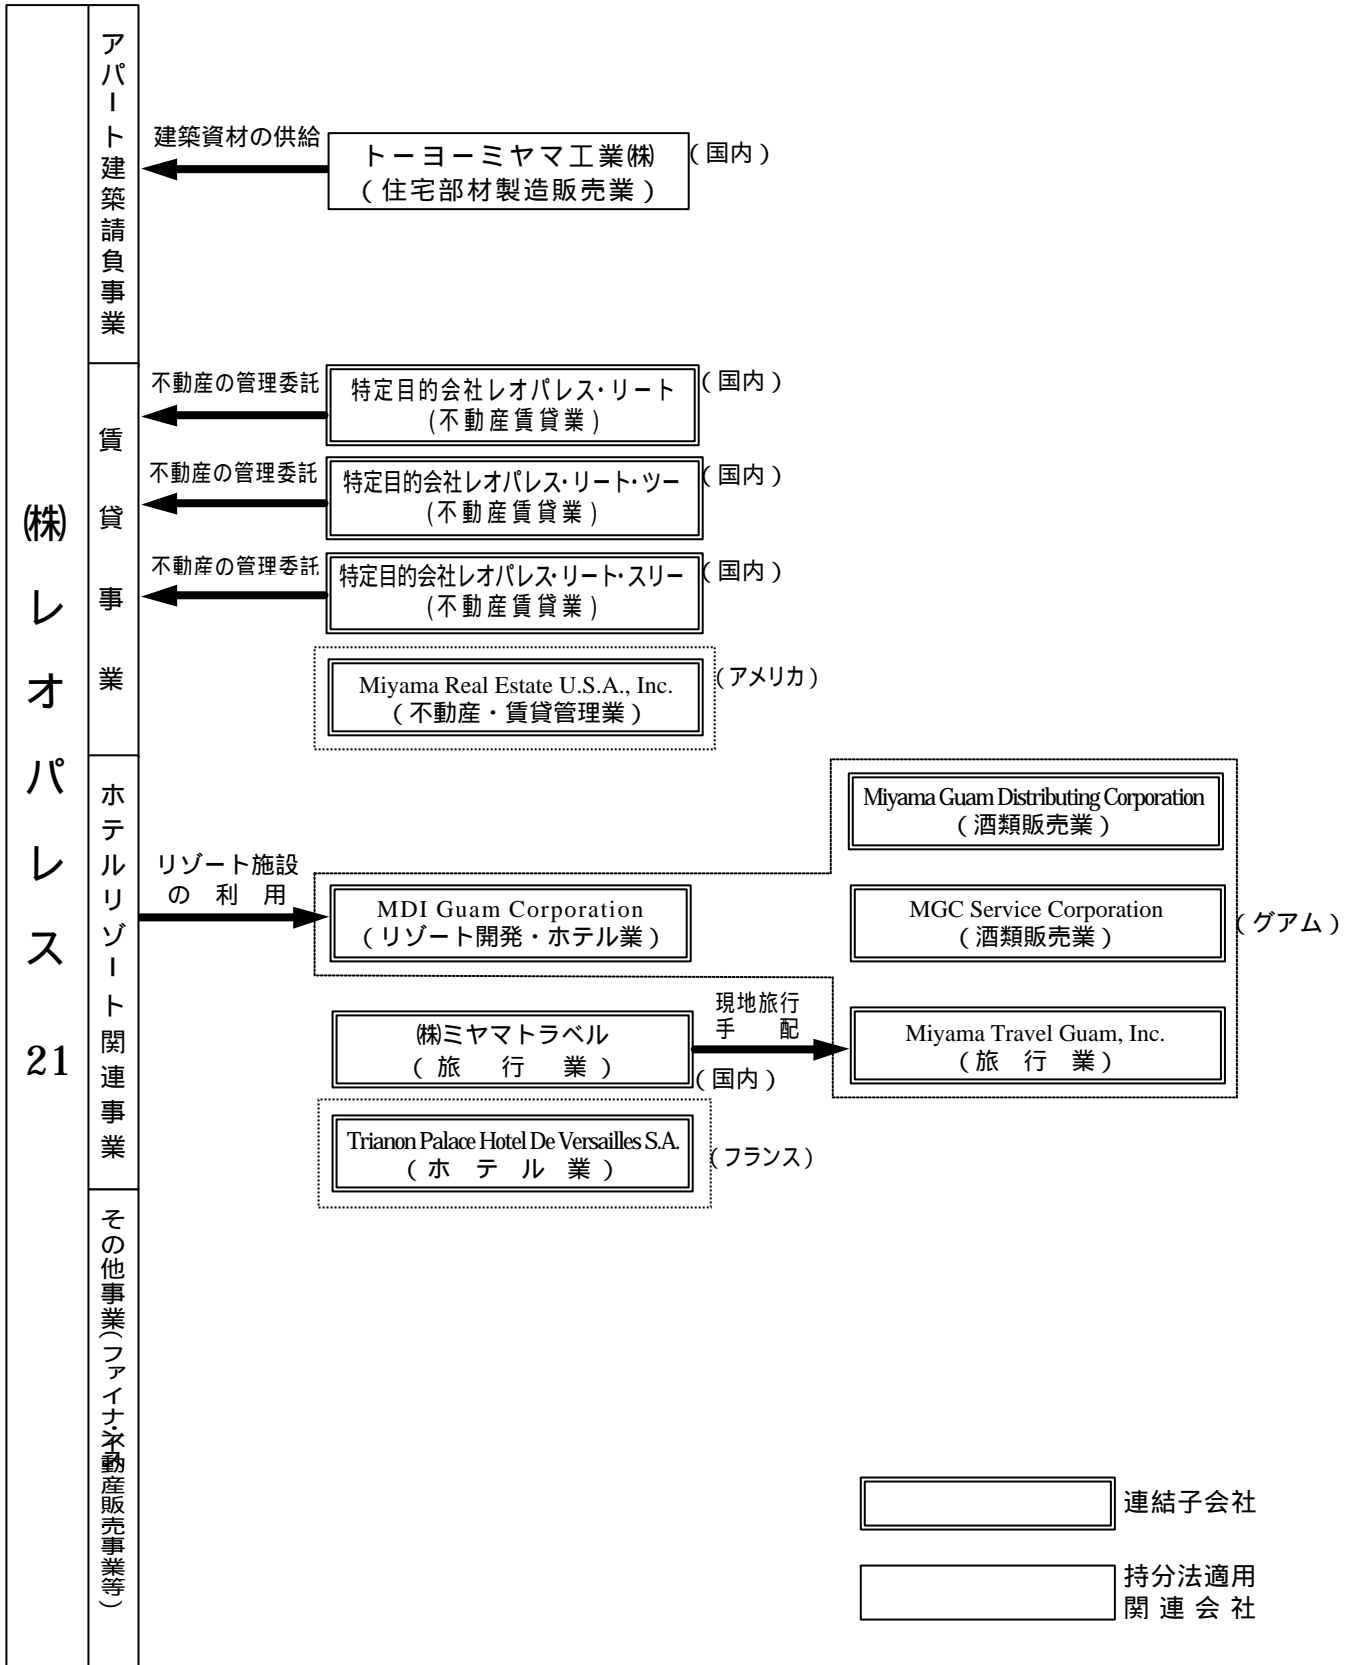 ㈱レオパレス21
アパート建築請負事業
建築資材の供給
トーヨーミヤマ工業㈱
(住宅部材製造販売業)
(国内)
賃貸事業
不動産の管理委託
特定目的会社レオパレス・リート
(不動産賃貸業)
(国内)
不動産の管理委託
特定目的会社レオパレス・リート・ツー
(不動産賃貸業)
(国内)
不動産の管理委託
特定目的会社レオパレス・リート・スリー
(不動産賃貸業)
(国内)
Miyama Real Estate U.S.A., Inc.
(不動産・賃貸管理業)
(アメリカ)
ホテルリゾート関連事業
リゾート施設
の利用
MDI Guam Corporation
(リゾート開発・ホテル業)
Miyama Guam Distributing Corporation
(酒類販売業)
MGC Service Corporation
(酒類販売業)
(グアム)
㈱ミヤマトラベル
(旅行業)
(国内)
現地旅行
手配
Miyama Travel Guam, Inc.
(旅行業)
Trianon Palace Hotel De Versailles S.A.
(ホテル業)
(フランス)
その他事業(ファイナンス・不動産販売事業等)
連結子会社
持分法適用
関連会社